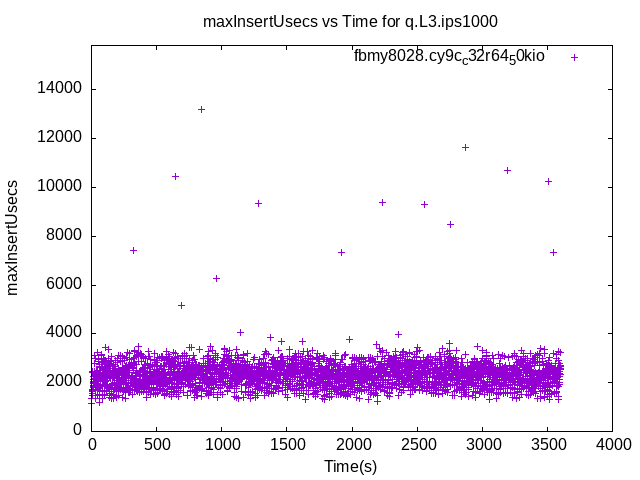 maxInsertUsecs vs Time for q.L3.ips1000
fbmy8028.cy9c_c32r64_50kio
14000
12000
10000
8000
6000
4000
2000
0
maxInsertUsecs
0 500 1000 1500 2000 2500 3000 3500 4000
Time(s)